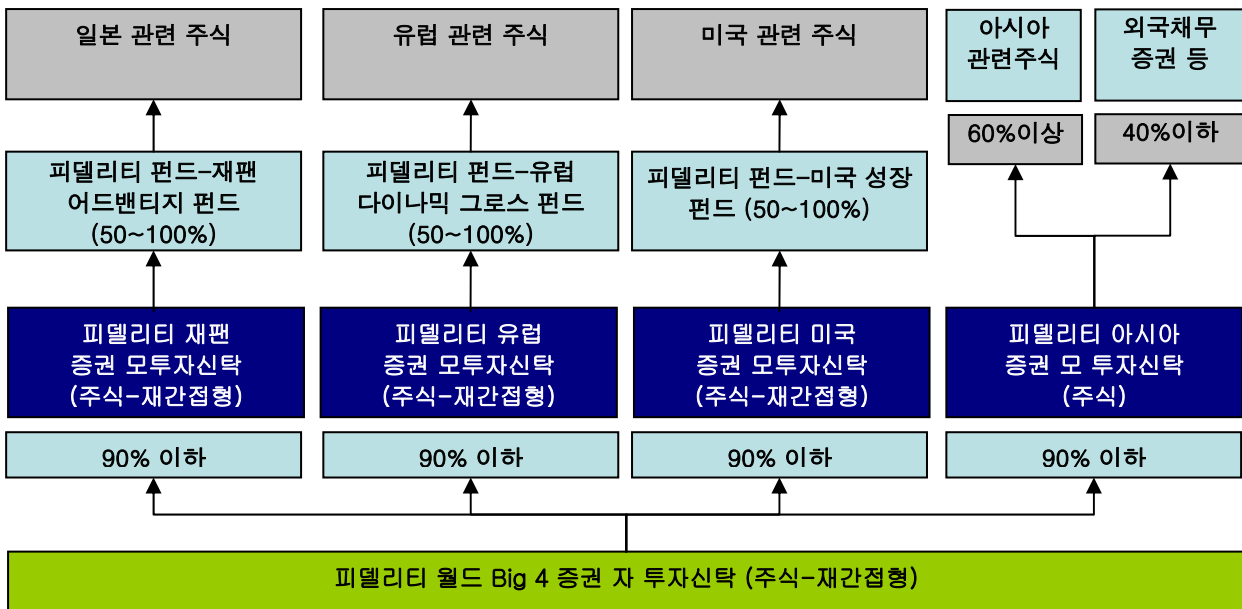 일본 관련 주식
유럽 관련 주식
미국 관련 주식
아시아
관련주식
외국채무
증권 등
60%이상
40%이하
피델리티 펀드-재팬
어드밴티지 펀드
(50~100%)
피델리티 펀드-유럽
다이나믹 그로스 펀드
(50~100%)
피델리티 펀드-미국 성장
펀드 (50~100%)
피델리티 재팬
증권 모투자신탁
(주식-재간접형)
피델리티 유럽
증권 모투자신탁
(주식-재간접형)
피델리티 미국
증권 모투자신탁
(주식-재간접형)
피델리티 아시아
증권 모 투자신탁
(주식)
90% 이하
90% 이하
90% 이하
90% 이하
피델리티 월드 Big 4 증권 자 투자신탁 (주식-재간접형)